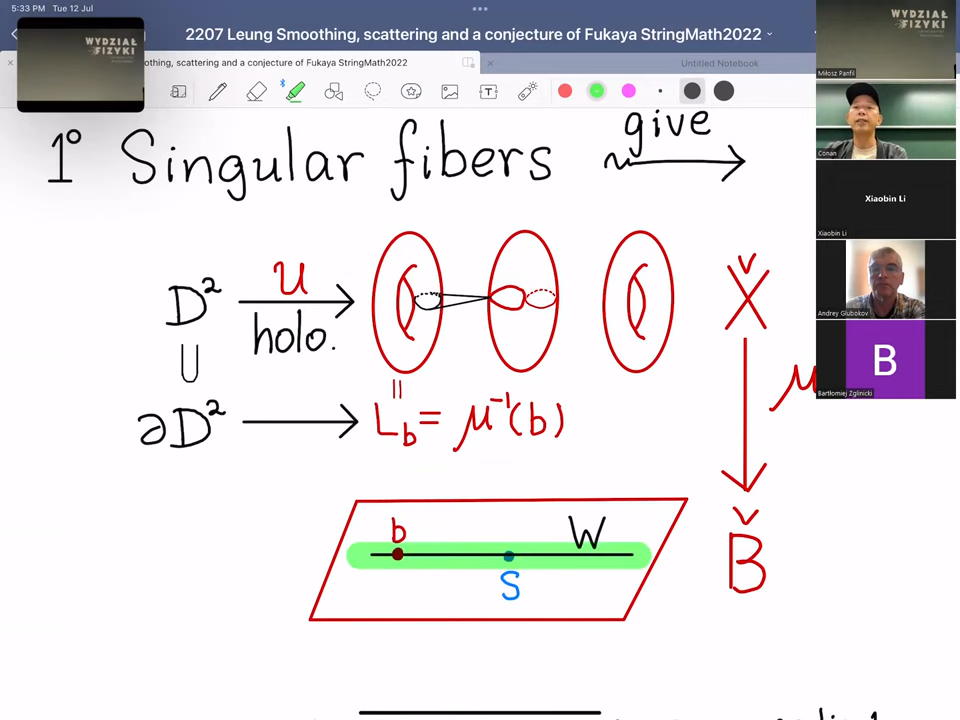 5:33 PM Tue 12 Jul
2207 Leung Smoothing, scattering and a conjecture of Fukaya StringMath2022
othing, scattering and a conjecture of Fukaya StringMath2022
Untitled Notebook
WYDZIAŁ
FIZYKI
WYDZIAŁ
FIZYKI
Miłosz Panfil
Conan
Xiaobin Li
Xiaobin Li
Andrey Glubokov
B
Bartłomiej Zglinicki
1° Singular fibers give
D² u holo. X̌
∪
∂D² L_b = μ⁻¹(b) μ
b W
S
B̌